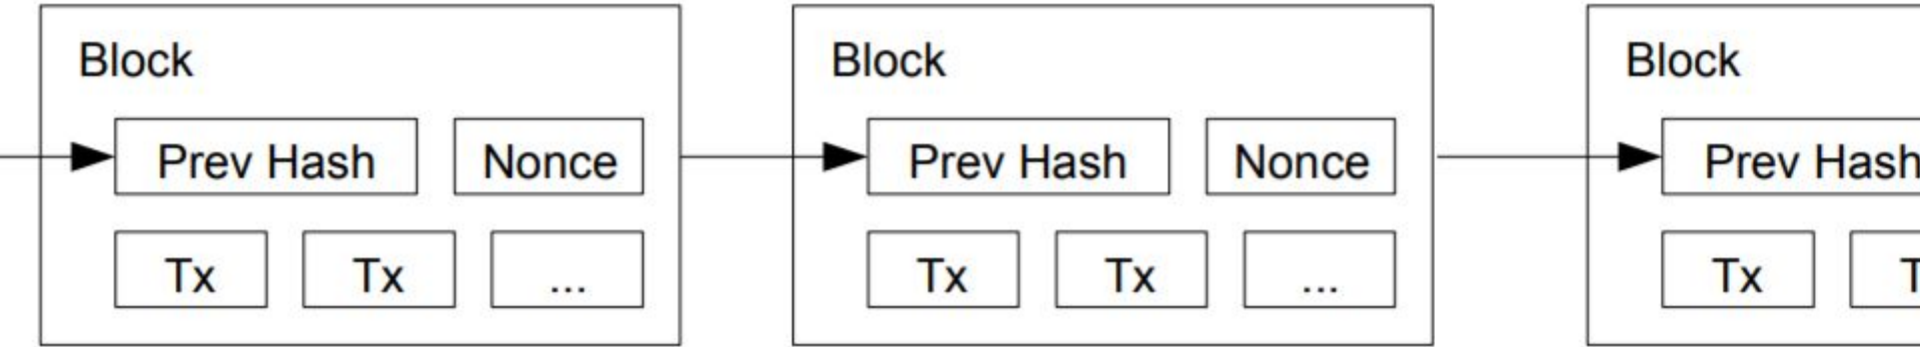 Block
Prev Hash Nonce
Tx Tx ...
Block
Prev Hash Nonce
Tx Tx ...
Block
Prev Hash
Tx T